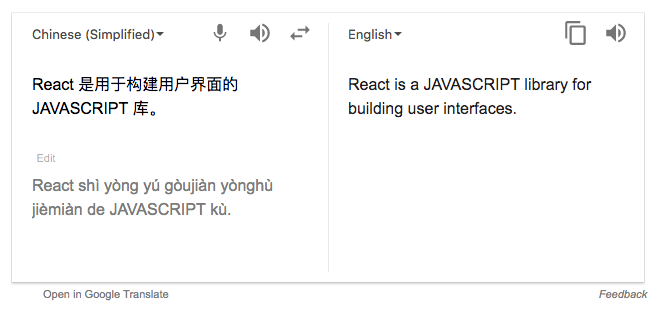 Chinese (Simplified)
English
React 是用于构建用户界面的
JAVASCRIPT 库。
Edit
React shì yòng yú gòujiàn yònghù
jièmiàn de JAVASCRIPT kù.
React is a JAVASCRIPT library for
building user interfaces.
Open in Google Translate
Feedback